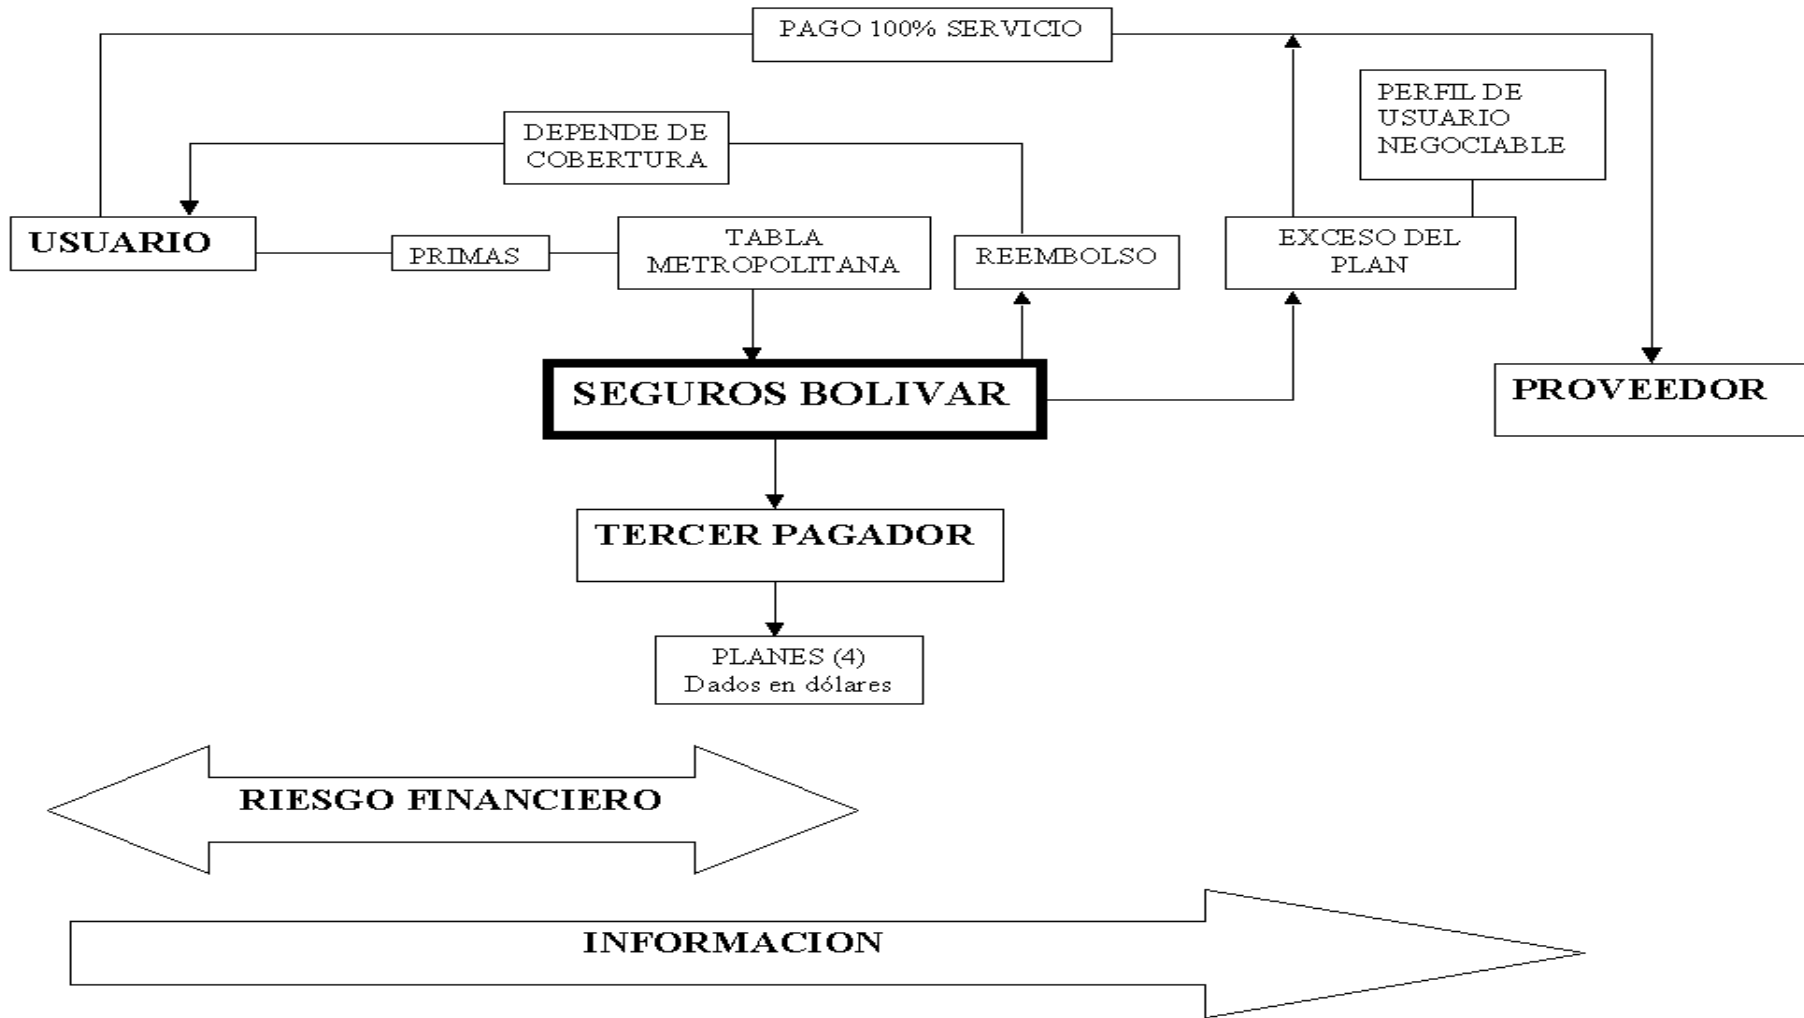 PAGO 100% SERVICIO
PERFIL DE
USUARIO
NEGOCIABLE
DEPENDE DE
COBERTURA
USUARIO
PRIMAS
TABLA
METROPOLITANA
REEMBOLSO
EXCESO DEL
PLAN
SEGUROS BOLIVAR
PROVEEDOR
TERCER PAGADOR
PLANES (4)
Dados en dólares
RIESGO FINANCIERO
INFORMACION